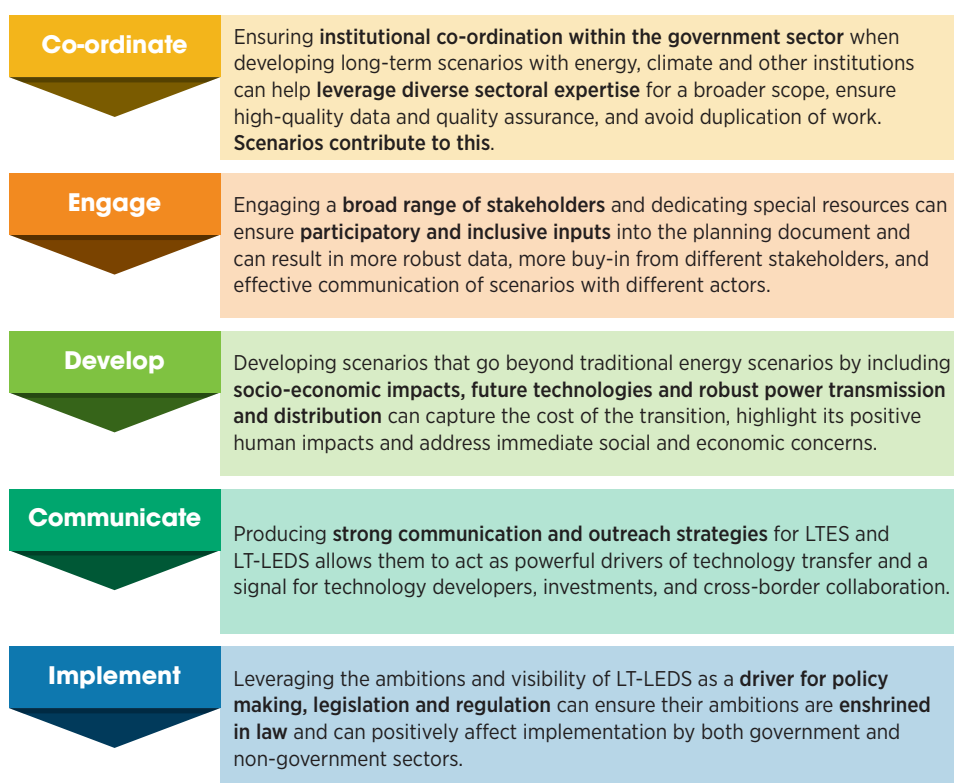 Co-ordinate
Ensuring institutional co-ordination within the government sector when
developing long-term scenarios with energy, climate and other institutions
can help leverage diverse sectoral expertise for a broader scope, ensure
high-quality data and quality assurance, and avoid duplication of work.
Scenarios contribute to this.
Engage
Engaging a broad range of stakeholders and dedicating special resources can
ensure participatory and inclusive inputs into the planning document and
can result in more robust data, more buy-in from different stakeholders, and
effective communication of scenarios with different actors.
Develop
Developing scenarios that go beyond traditional energy scenarios by including
socio-economic impacts, future technologies and robust power transmission
and distribution can capture the cost of the transition, highlight its positive
human impacts and address immediate social and economic concerns.
Communicate
Producing strong communication and outreach strategies for LTES and
LT-LEDS allows them to act as powerful drivers of technology transfer and a
signal for technology developers, investments, and cross-border collaboration.
Implement
Leveraging the ambitions and visibility of LT-LEDS as a driver for policy
making, legislation and regulation can ensure their ambitions are enshrined
in law and can positively affect implementation by both government and
non-government sectors.